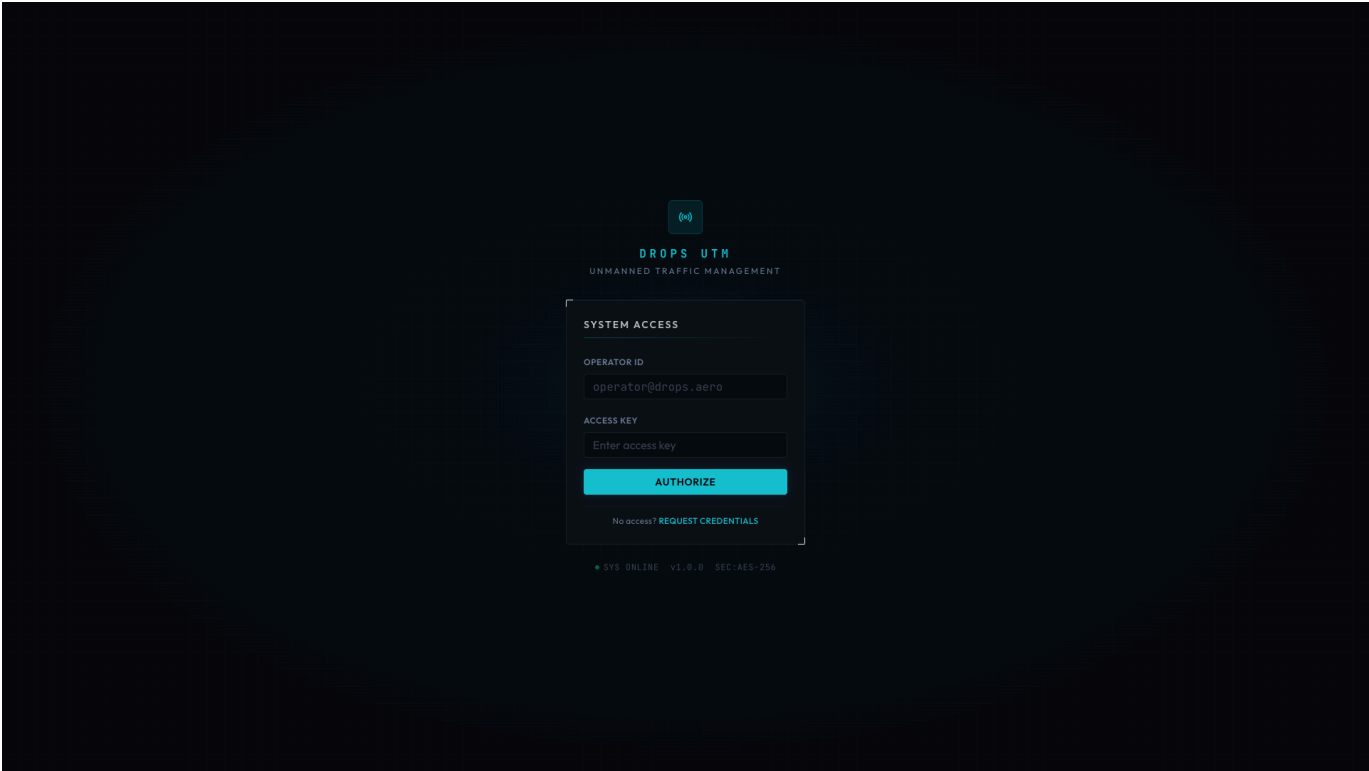 DROPS UTM
UNMANNED TRAFFIC MANAGEMENT
SYSTEM ACCESS
OPERATOR ID
operator@drops.aero
ACCESS KEY
Enter access key
AUTHORIZE
No access? REQUEST CREDENTIALS
SYS ONLINE v1.0.0 SEC:AES-256